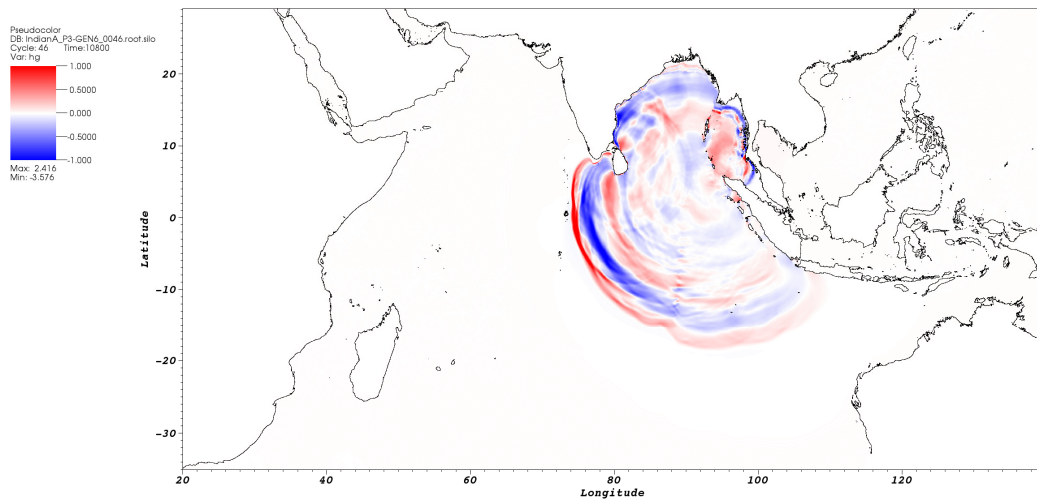 Pseudocolor
DB: IndianA_P3-GEN6_0046.root.silo
Cycle: 46 Time:10800
Var: hg
1.000
0.5000
0.000
-0.5000
-1.000
Max: 2.416
Min: -3.576
20
10
0
-10
-20
-30
Latitude
20
40
60
80
100
120
Longitude